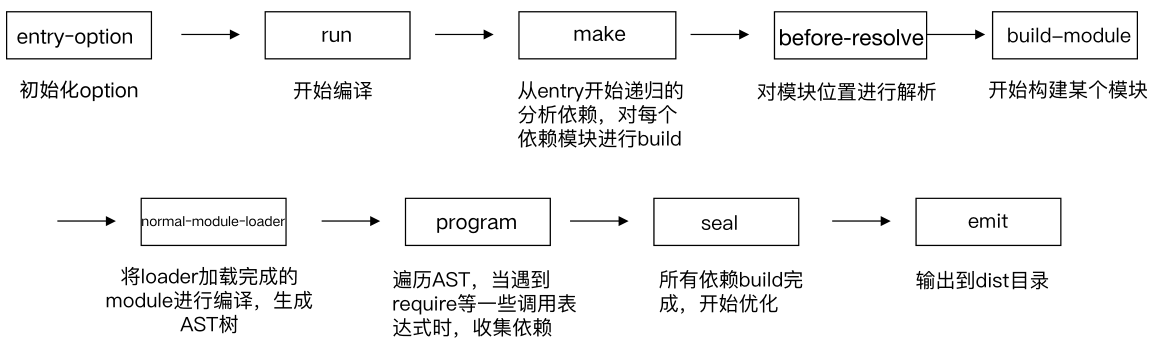 entry-option
run
make
before-resolve
build-module
初始化option
开始编译
从entry开始递归的
分析依赖，对每个
依赖模块进行build
对模块位置进行解析
开始构建某个模块
normal-module-loader
program
seal
emit
将loader加载完成的
module进行编译，生成
AST树
遍历AST，当遇到
require等一些调用表
达式时，收集依赖
所有依赖build完
成，开始优化
输出到dist目录